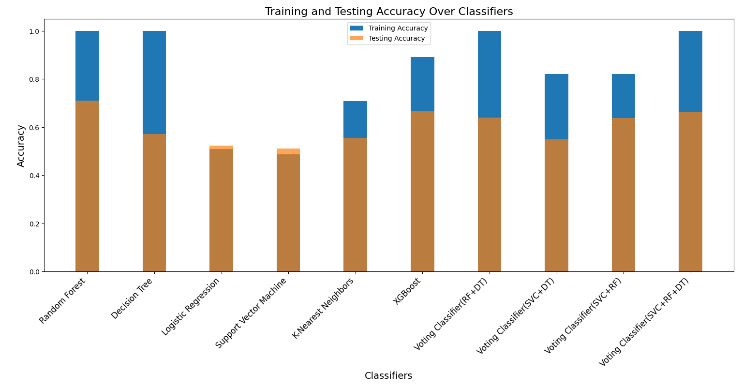 Training and Testing Accuracy Over Classifiers
Training Accuracy
Testing Accuracy
Accuracy
1.0
0.8
0.6
0.4
0.2
0.0
Random Forest
Decision Tree
Logistic Regression
Support Vector Machine
K-Nearest Neighbors
XGBoost
Voting Classifier(RF+DT)
Voting Classifier(SVC+DT)
Voting Classifier(SVC+RF)
Voting Classifier(SVC+RF+DT)
Classifiers